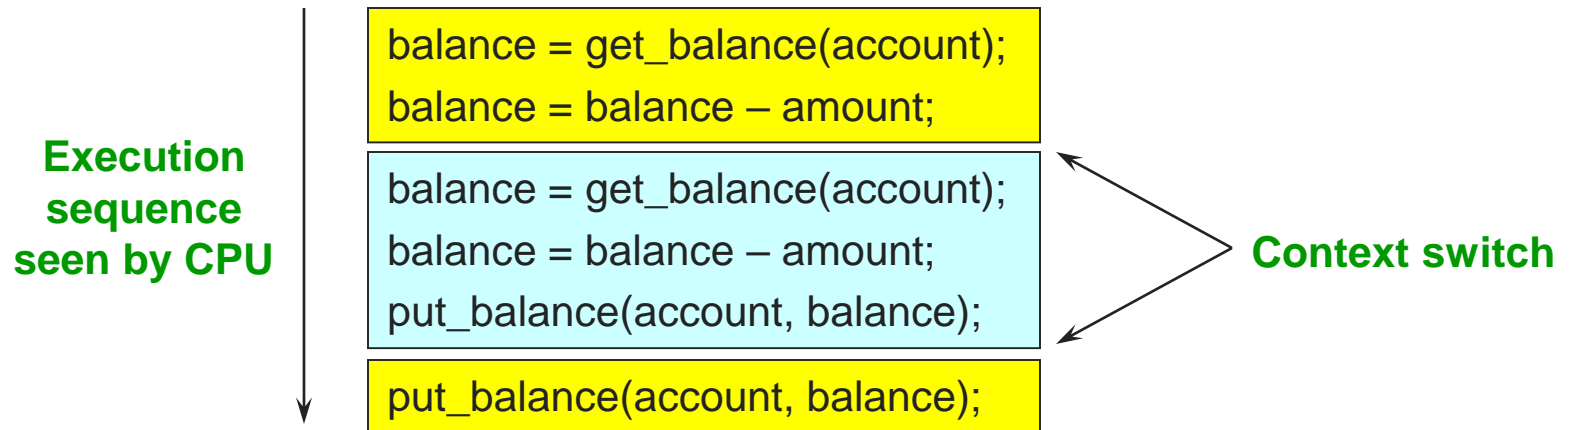 balance = get_balance(account);
balance = balance – amount;
Execution
sequence
seen by CPU
balance = get_balance(account);
balance = balance – amount;
put_balance(account, balance);
Context switch
put_balance(account, balance);